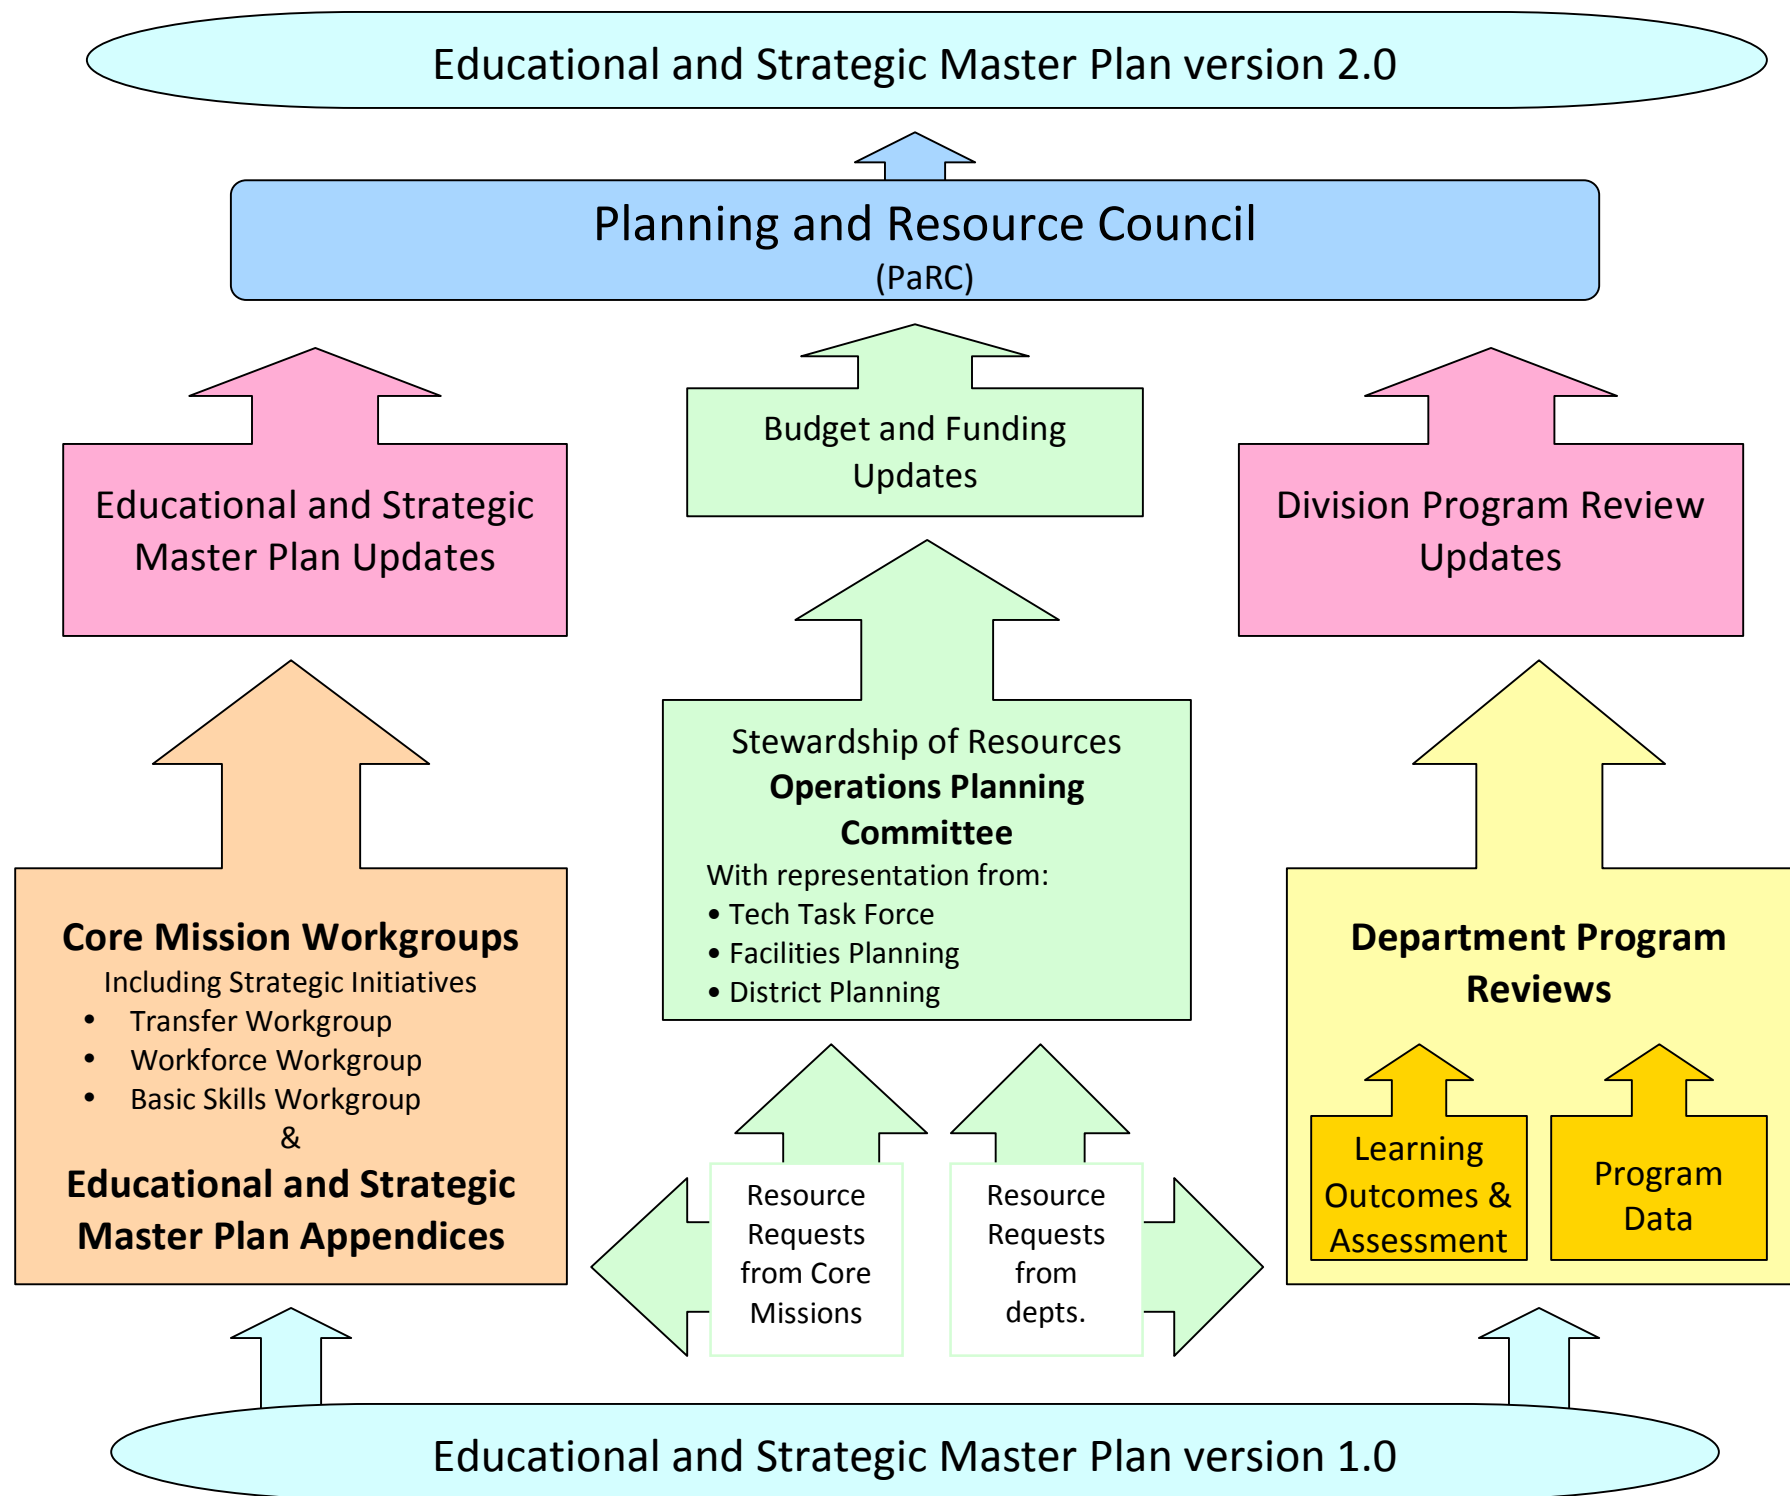 Educational and Strategic Master Plan version 2.0
Planning and Resource Council
(PaRC)
Educational and Strategic
Master Plan Updates
Budget and Funding
Updates
Division Program Review
Updates
Core Mission Workgroups
Including Strategic Initiatives
• Transfer Workgroup
• Workforce Workgroup
• Basic Skills Workgroup
&
Educational and Strategic
Master Plan Appendices
Stewardship of Resources
Operations Planning
Committee
With representation from:
• Tech Task Force
• Facilities Planning
• District Planning
Department Program
Reviews
Learning
Outcomes &
Assessment
Program
Data
Resource
Requests
from Core
Missions
Resource
Requests
from
depts.
Educational and Strategic Master Plan version 1.0